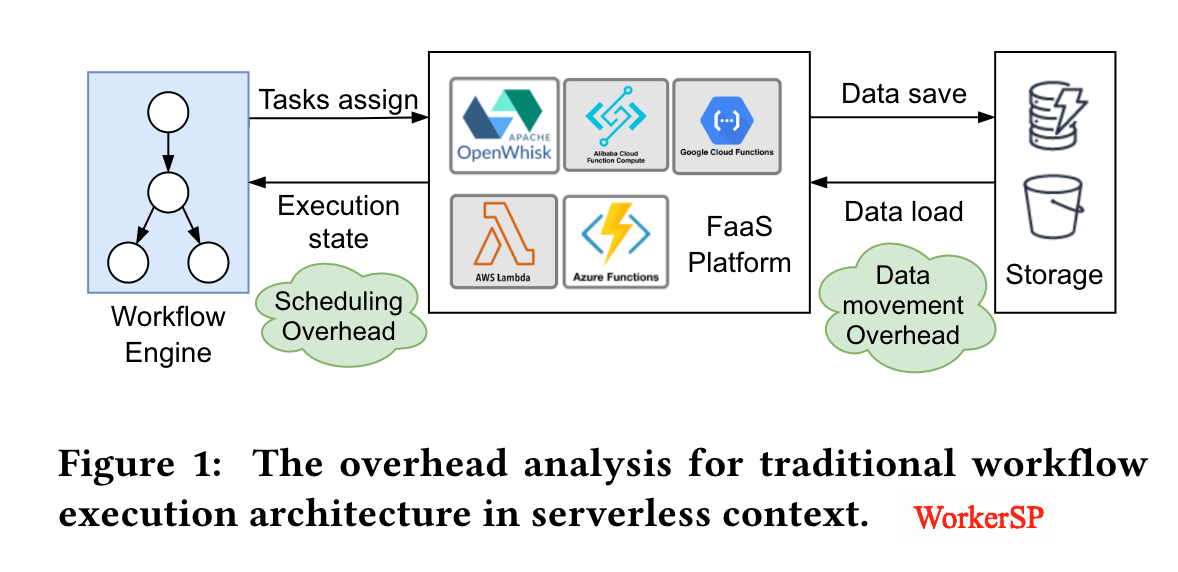 Tasks assign
Execution
state
Workflow
Engine
Scheduling
Overhead
APACHE
OpenWhisk
Alibaba Cloud
Function Compute
Google Cloud Functions
AWS Lambda
Azure Functions
FaaS
Platform
Data save
Data load
Data
movement
Overhead
Storage
Figure 1: The overhead analysis for traditional workflow
execution architecture in serverless context. WorkerSP